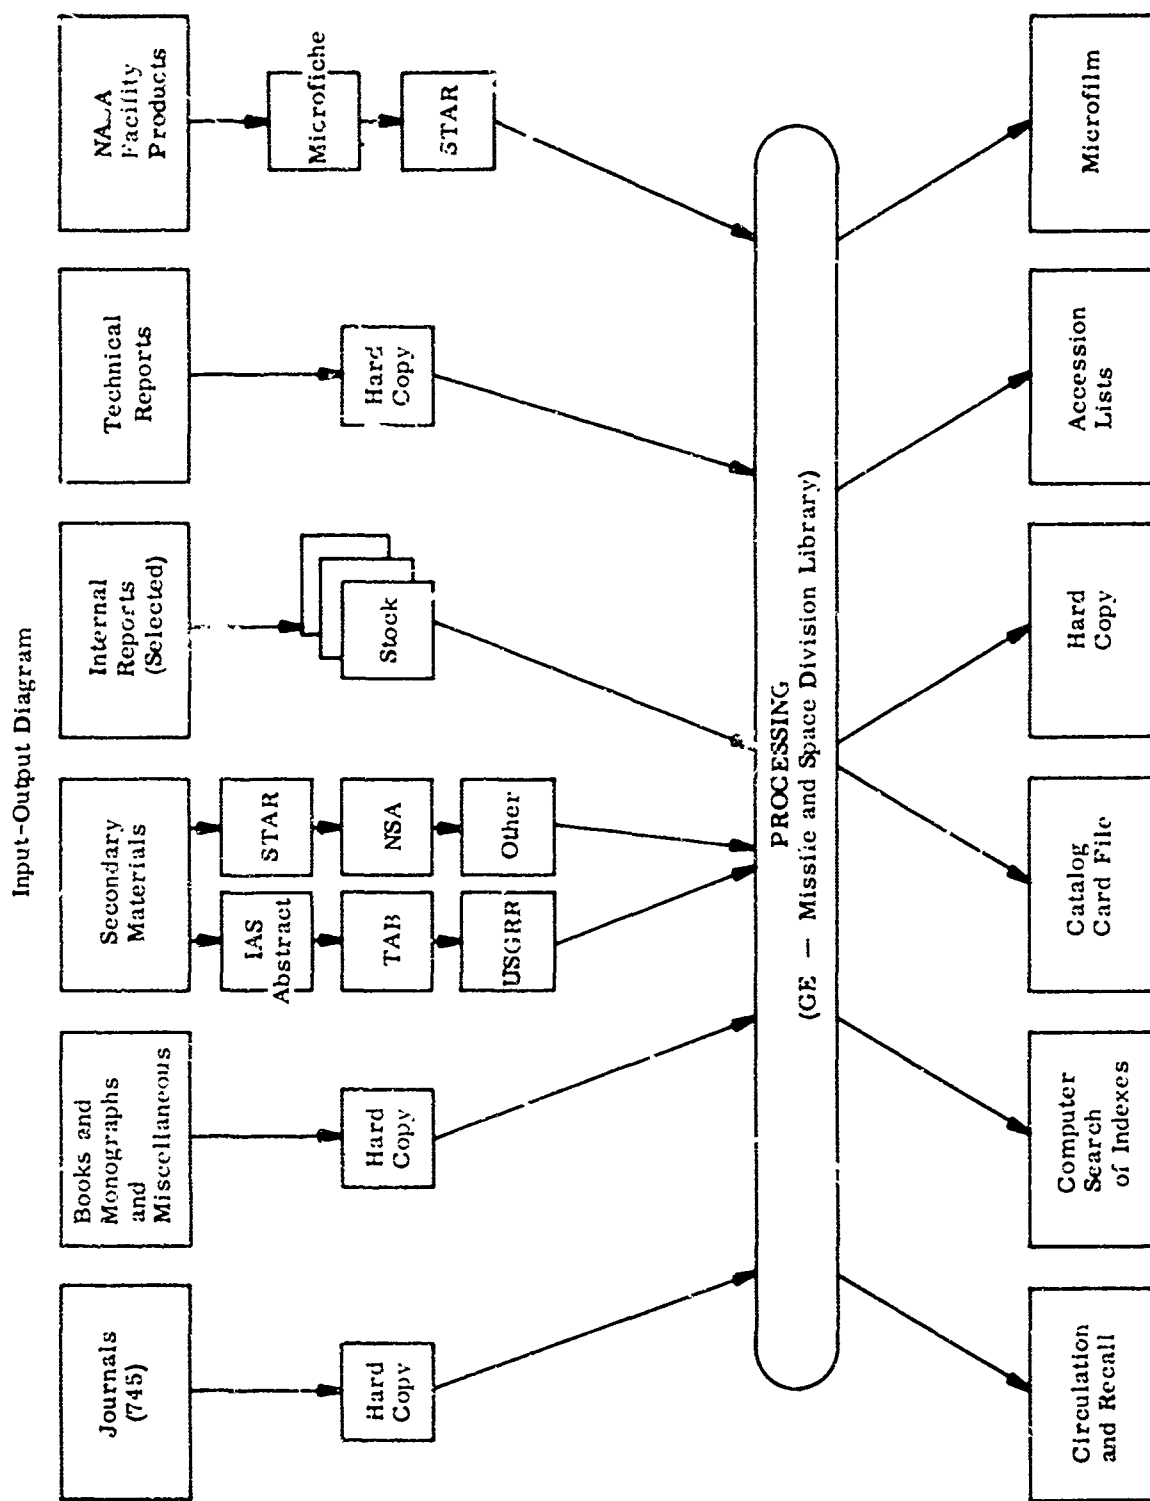 Input-Output Diagram
Journals
(745)
Books and
Monographs
and
Miscellaneous
Secondary
Materials
Internal
Reports
(Selected)
Technical
Reports
Facility
Products
Hard
Copy
Hard
Copy
IAS
Abstract
TAB
USGRR
STAR
NSA
Other
Stock
Hard
Copy
Microfiche
STAR
PROCESSING
(GE — Missile and Space Division Library)
Circulation
and Recall
Computer
Search
of Indexes
Catalog
Card File
Hard
Copy
Accession
Lists
Microfilm